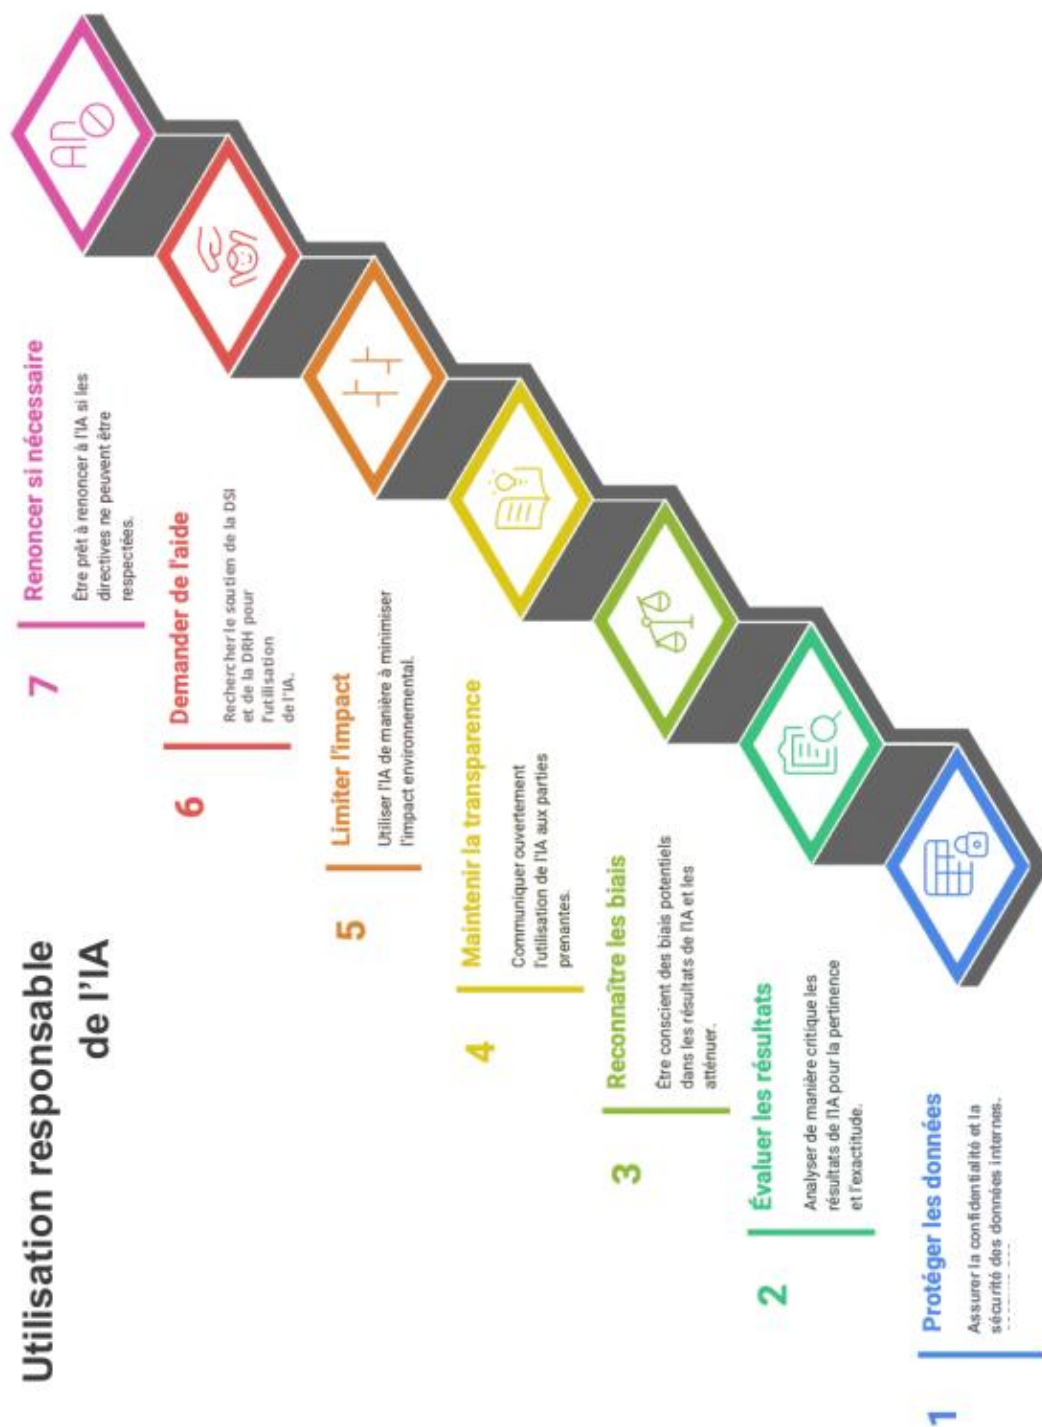 Utilisation responsable
de l'IA
7
Renoncer si nécessaire
Être prêt à renoncer à l'IA si les
directives ne peuvent être
respectées.
6
Demander de l'aide
Rechercher le soutien de la DSI
et de la DRH pour
l'utilisation
de l'IA.
5
Limiter l'impact
Utiliser l'IA de manière à minimiser
l'impact environnemental.
4
Maintenir la transparence
Communiquer ouvertement
l'utilisation de l'IA aux parties
prenantes.
3
Reconnaître les biais
Être conscient des biais potentiels
dans les résultats de l'IA et les
atténuer.
2
Évaluer les résultats
Analyser de manière critique les
résultats de l'IA pour la pertinence
et l'exactitude.
1
Protéger les données
Assurer la confidentialité et la
sécurité des données internes.